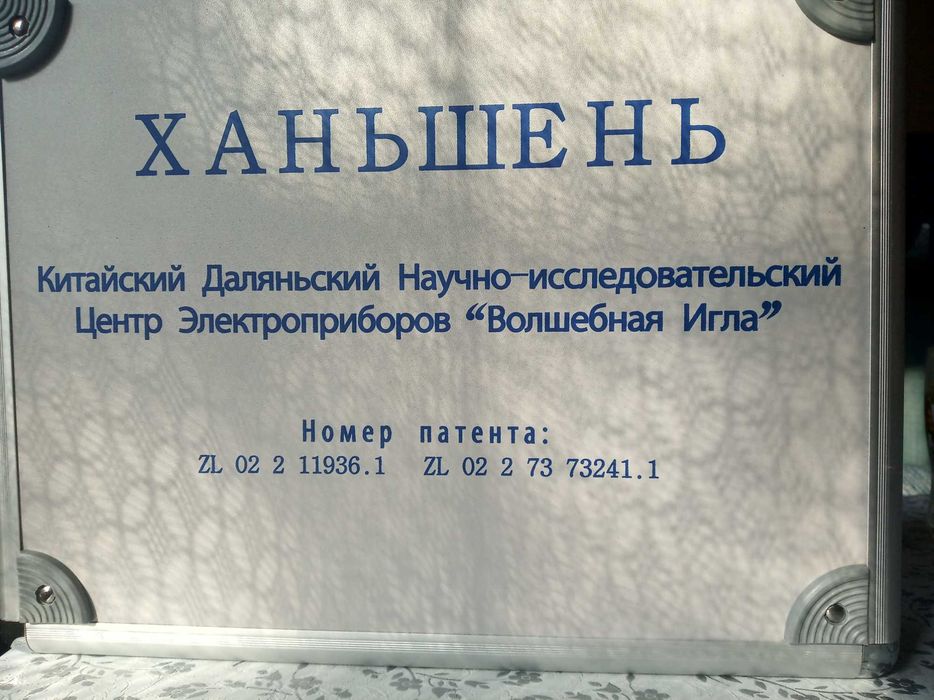 ХАНЬШЕНЬ
Китайский Даляньский Научно-исследовательский
Центр Электроприборов “Волшебная Игла”
Номер патента:
ZL 02 2 11936.1 ZL 02 2 73 73241.1